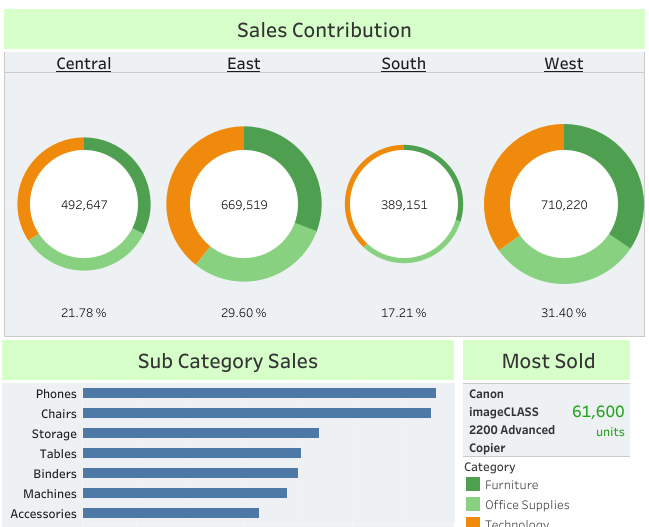 Sales Contribution
Central East South West
492,647 669,519 389,151 710,220
21.78 % 29.60 % 17.21 % 31.40 %
Sub Category Sales
Phones
Chairs
Storage
Tables
Binders
Machines
Accessories
Most Sold
Canon
imageCLASS
2200 Advanced
Copier
61,600
units
Category
Furniture
Office Supplies
Technology